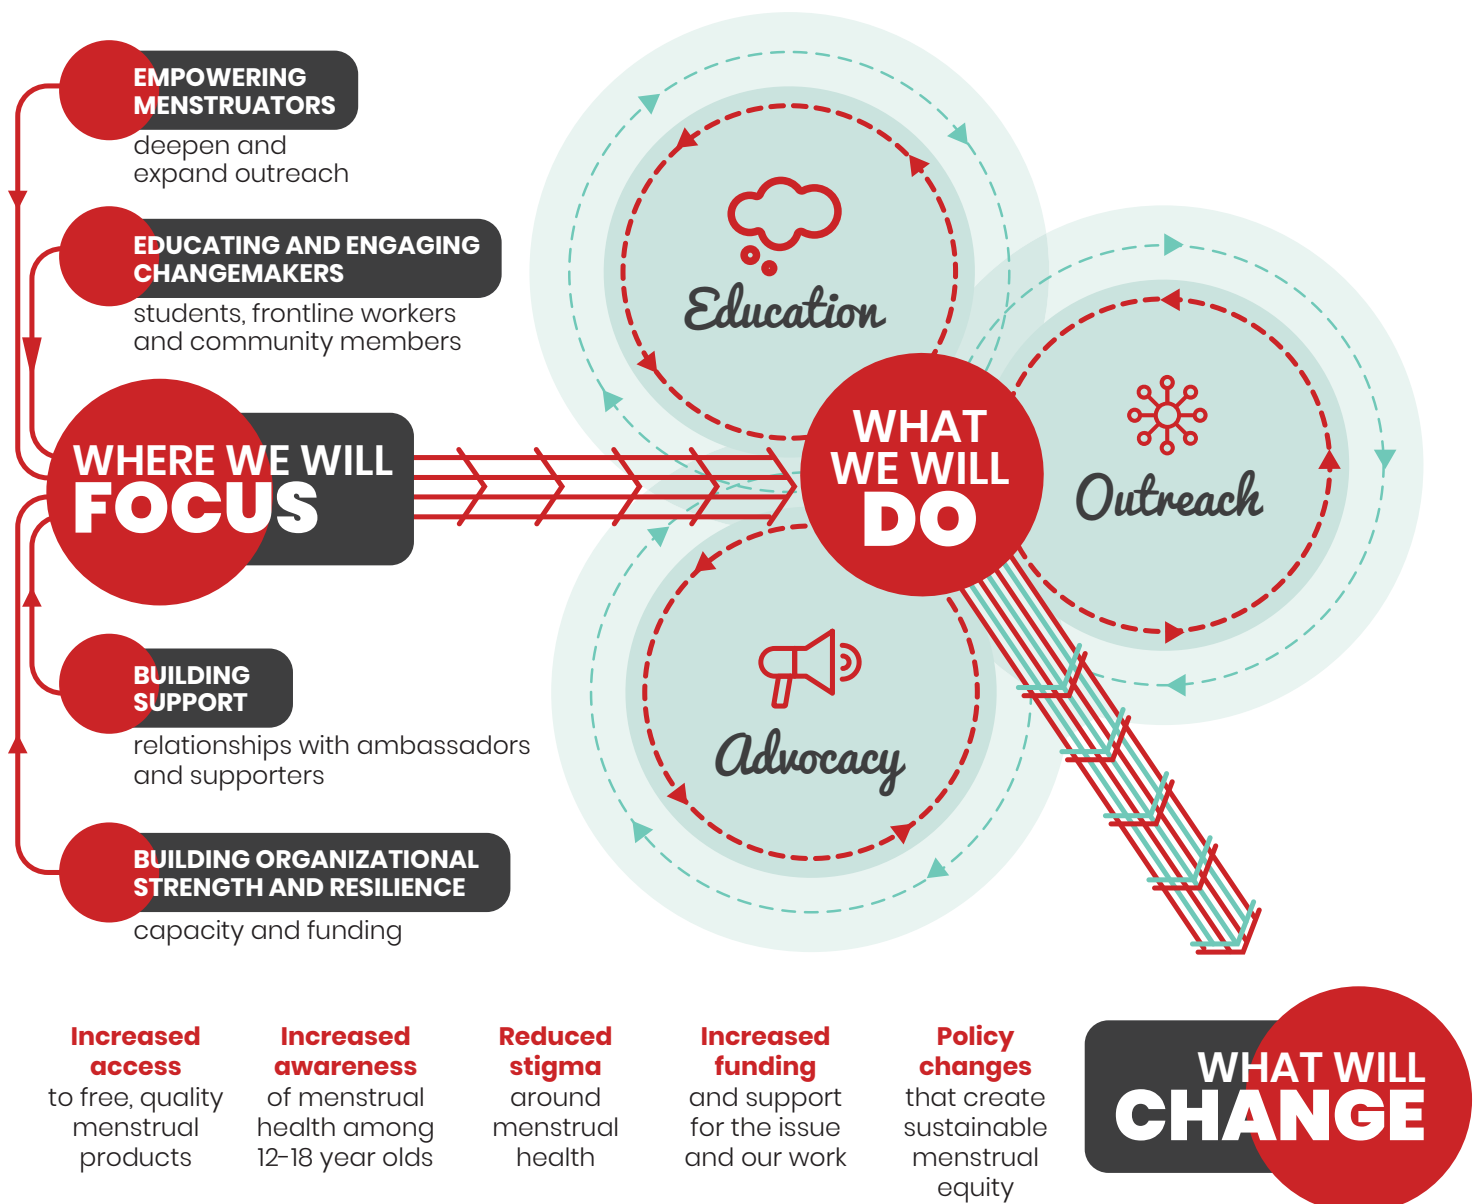 EMPOWERING
MENSTRUATORS
deepen and
expand outreach
EDUCATING AND ENGAGING
CHANGEMAKERS
students, frontline workers
and community members
WHERE WE WILL
FOCUS
BUILDING
SUPPORT
relationships with ambassadors
and supporters
BUILDING ORGANIZATIONAL
STRENGTH AND RESILIENCE
capacity and funding
Education
WHAT
WE WILL
DO
Outreach
Advocacy
Increased
access
to free, quality
menstrual
products
Increased
awareness
of menstrual
health among
12-18 year olds
Reduced
stigma
around
menstrual
health
Increased
funding
and support
for the issue
and our work
Policy
changes
that create
sustainable
menstrual
equity
WHAT WILL
CHANGE